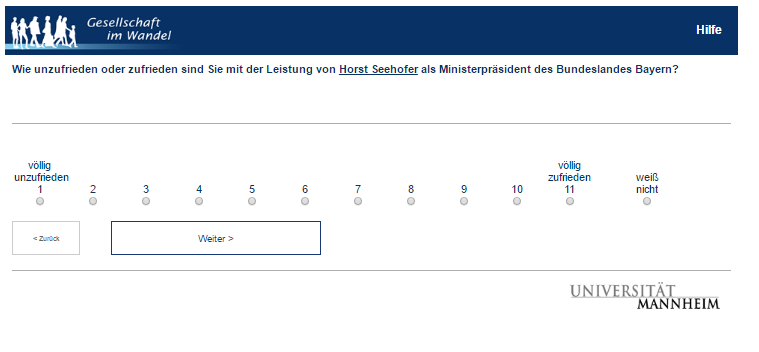 Gesellschaft
im Wandel
Hilfe
Wie unzufrieden oder zufrieden sind Sie mit der Leistung von Horst Seehofer als Ministerpräsident des Bundeslandes Bayern?
völlig unzufrieden 1 2 3 4 5 6 7 8 9 10 völlig zufrieden 11 weiß nicht
< Zurück Weiter >
UNIVERSITÄT
MANNHEIM